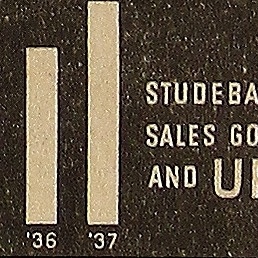 STUDEBA
SALES GO
AND U
'36 '37